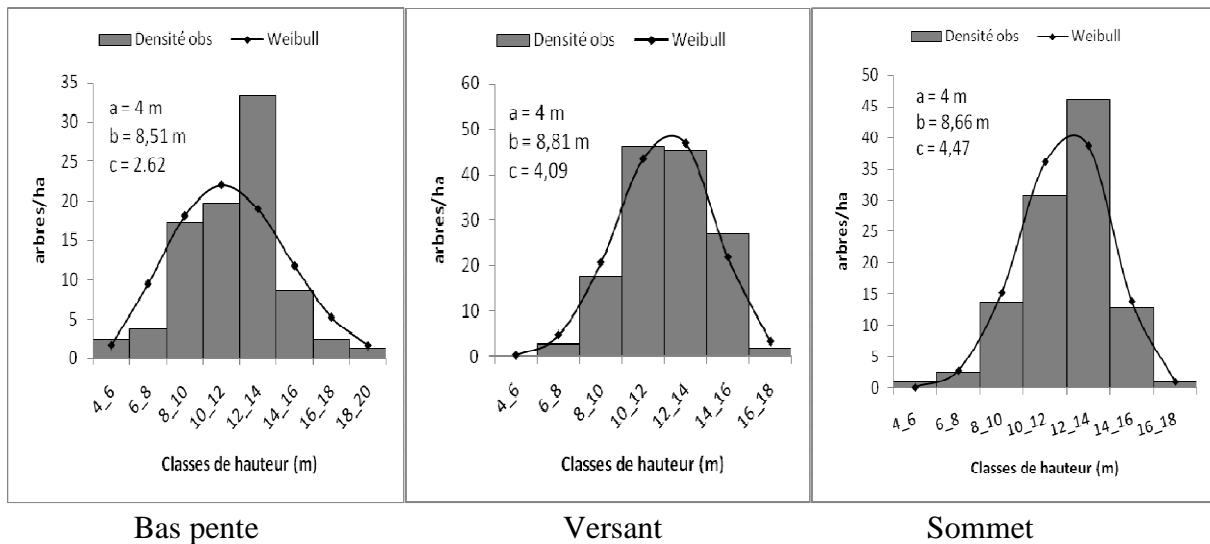 Densité obs Weibull
35
30
25
20
15
10
5
0
arbres/ha
a = 4 m
b = 8,51 m
c = 2.62
4_6 6_8 8_10 10_12 12_14 14_16 16_18 18_20
Classes de hauteur (m)
Bas pente
Densité obs Weibull
60
50
40
30
20
10
0
arbres/ha
a = 4 m
b = 8,81 m
c = 4,09
4_6 6_8 8_10 10_12 12_14 14_16 16_18
Classes de hauteur (m)
Versant
Densité obs Weibull
50
45
40
35
30
25
20
15
10
5
0
arbres/ha
a = 4 m
b = 8,66 m
c = 4,47
4_6 6_8 8_10 10_12 12_14 14_16 16_18
Classes de hauteur (m)
Sommet